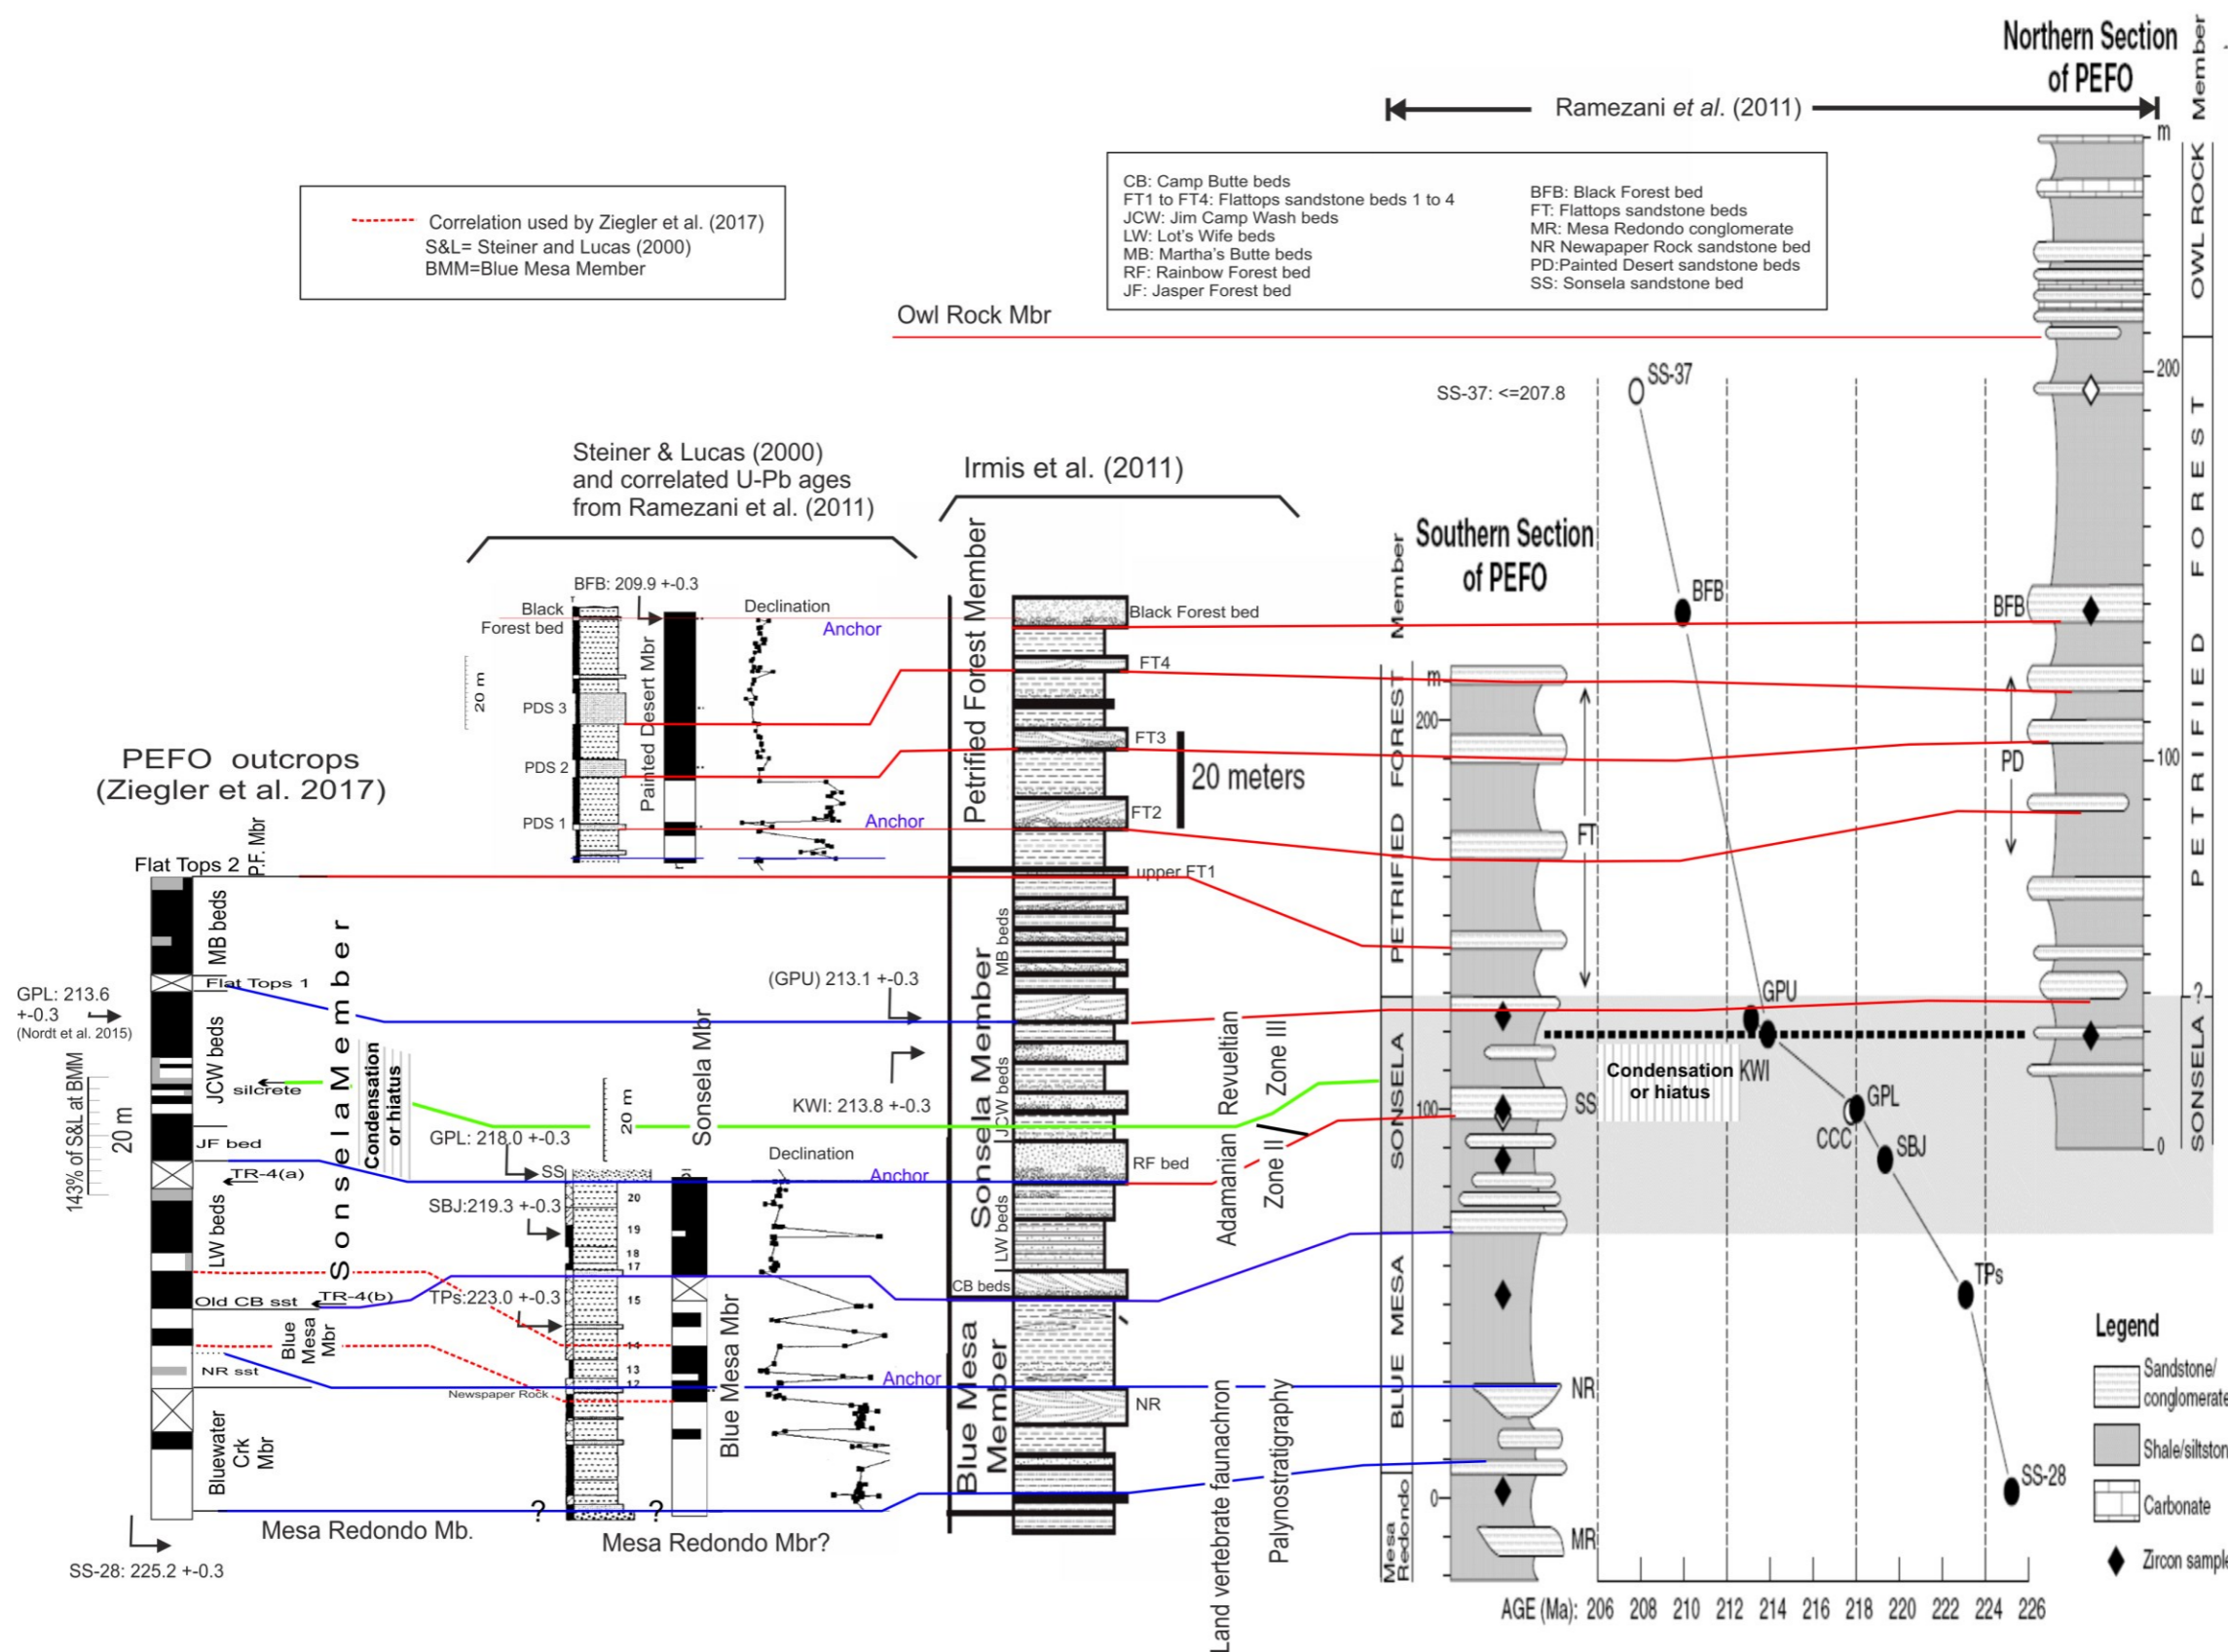 Northern Section
of PEFO
Member
Ramezani et al. (2011)
m
CB: Camp Butte beds
FT1 to FT4: Flattops sandstone beds 1 to 4
JCW: Jim Camp Wash beds
LW: Lot's Wife beds
MB: Martha's Butte beds
RF: Rainbow Forest bed
JF: Jasper Forest bed
BFB: Black Forest bed
FT: Flattops sandstone beds
MR: Mesa Redondo conglomerate
NR Newapaper Rock sandstone bed
PD:Painted Desert sandstone beds
SS: Sonsela sandstone bed
Correlation used by Ziegler et al. (2017)
S&L= Steiner and Lucas (2000)
BMM=Blue Mesa Member
Owl Rock Mbr
OWL ROCK
PETRIFIED FOREST
SONSELA
?
200
100
0
BFB
PD
SS-37: <=207.8
SS-37
BFB
GPU
KWI
GPL
CCC
SBJ
TPs
SS-28
Condensation
or hiatus
Steiner & Lucas (2000)
and correlated U-Pb ages
from Ramezani et al. (2011)
BFB: 209.9 +-0.3
Black
Forest bed
Declination
Anchor
Painted Desert Mbr
20 m
PDS 3
PDS 2
PDS 1
Anchor
Irmis et al. (2011)
Petrified Forest Member
Black Forest bed
FT4
FT3
FT2
upper FT1
20 meters
Sonsela Member
MB beds
JCW beds
RF bed
LW beds
CB beds
Blue Mesa
Member
NR
(GPU) 213.1 +-0.3
KWI: 213.8 +-0.3
Adamanian Revueltian
Zone II Zone III
Land vertebrate faunachron
Palynostratigraphy
Southern Section
of PEFO
Member
PETRIFIED FOREST
SONSELA
BLUE MESA
Mesa
Redondo
m
200
100
0
FT
SS
NR
MR
PEFO outcrops
(Ziegler et al. 2017)
Flat Tops 2
P.F. Mbr
MB beds
Flat Tops 1
JCW beds
silcrete
JF bed
TR-4(a)
LW beds
Old CB sst
TR-4(b)
Blue
Mesa
Mbr
NR sst
Bluewater
Crk
Mbr
Sonsela Member
Condensation
or hiatus
GPL: 213.6
+-0.3
(Nordt et al. 2015)
143% of S&L at BMM
20 m
SS-28: 225.2 +-0.3
Mesa Redondo Mb.
20 m
Sonsela Mbr
GPL: 218.0 +-0.3
SS
SBJ:219.3 +-0.3
TPs:223.0 +-0.3
Newspaper Rock
20
19
18
17
15
14
13
12
Declination
Anchor
Blue Mesa Mbr
Anchor
?
?
Mesa Redondo Mbr?
AGE (Ma): 206 208 210 212 214 216 218 220 222 224 226
Legend
Sandstone/
conglomerate
Shale/siltston
Carbonate
Zircon sample